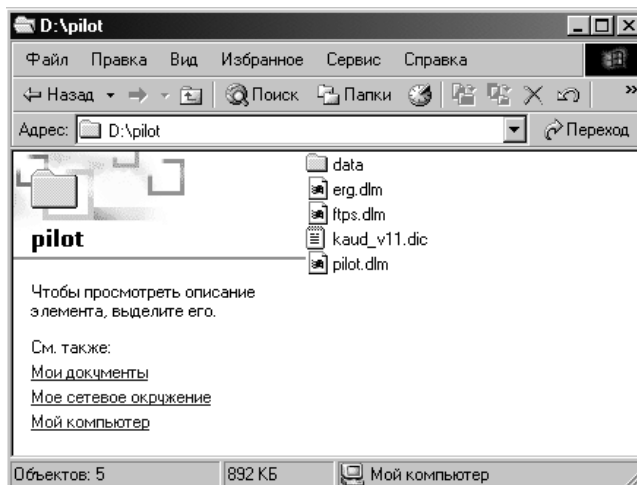 D:\pilot
Файл Правка Вид Избранное Сервис Справка
Назад Поиск Папки »
Адрес: D:\pilot Переход
data
erg.dlm
ftps.dlm
kaud_v11.dic
pilot.dlm
pilot
Чтобы просмотреть описание
элемента, выделите его.
См. также:
Мои документы
Мое сетевое окружение
Мой компьютер
Объектов: 5 892 КБ Мой компьютер